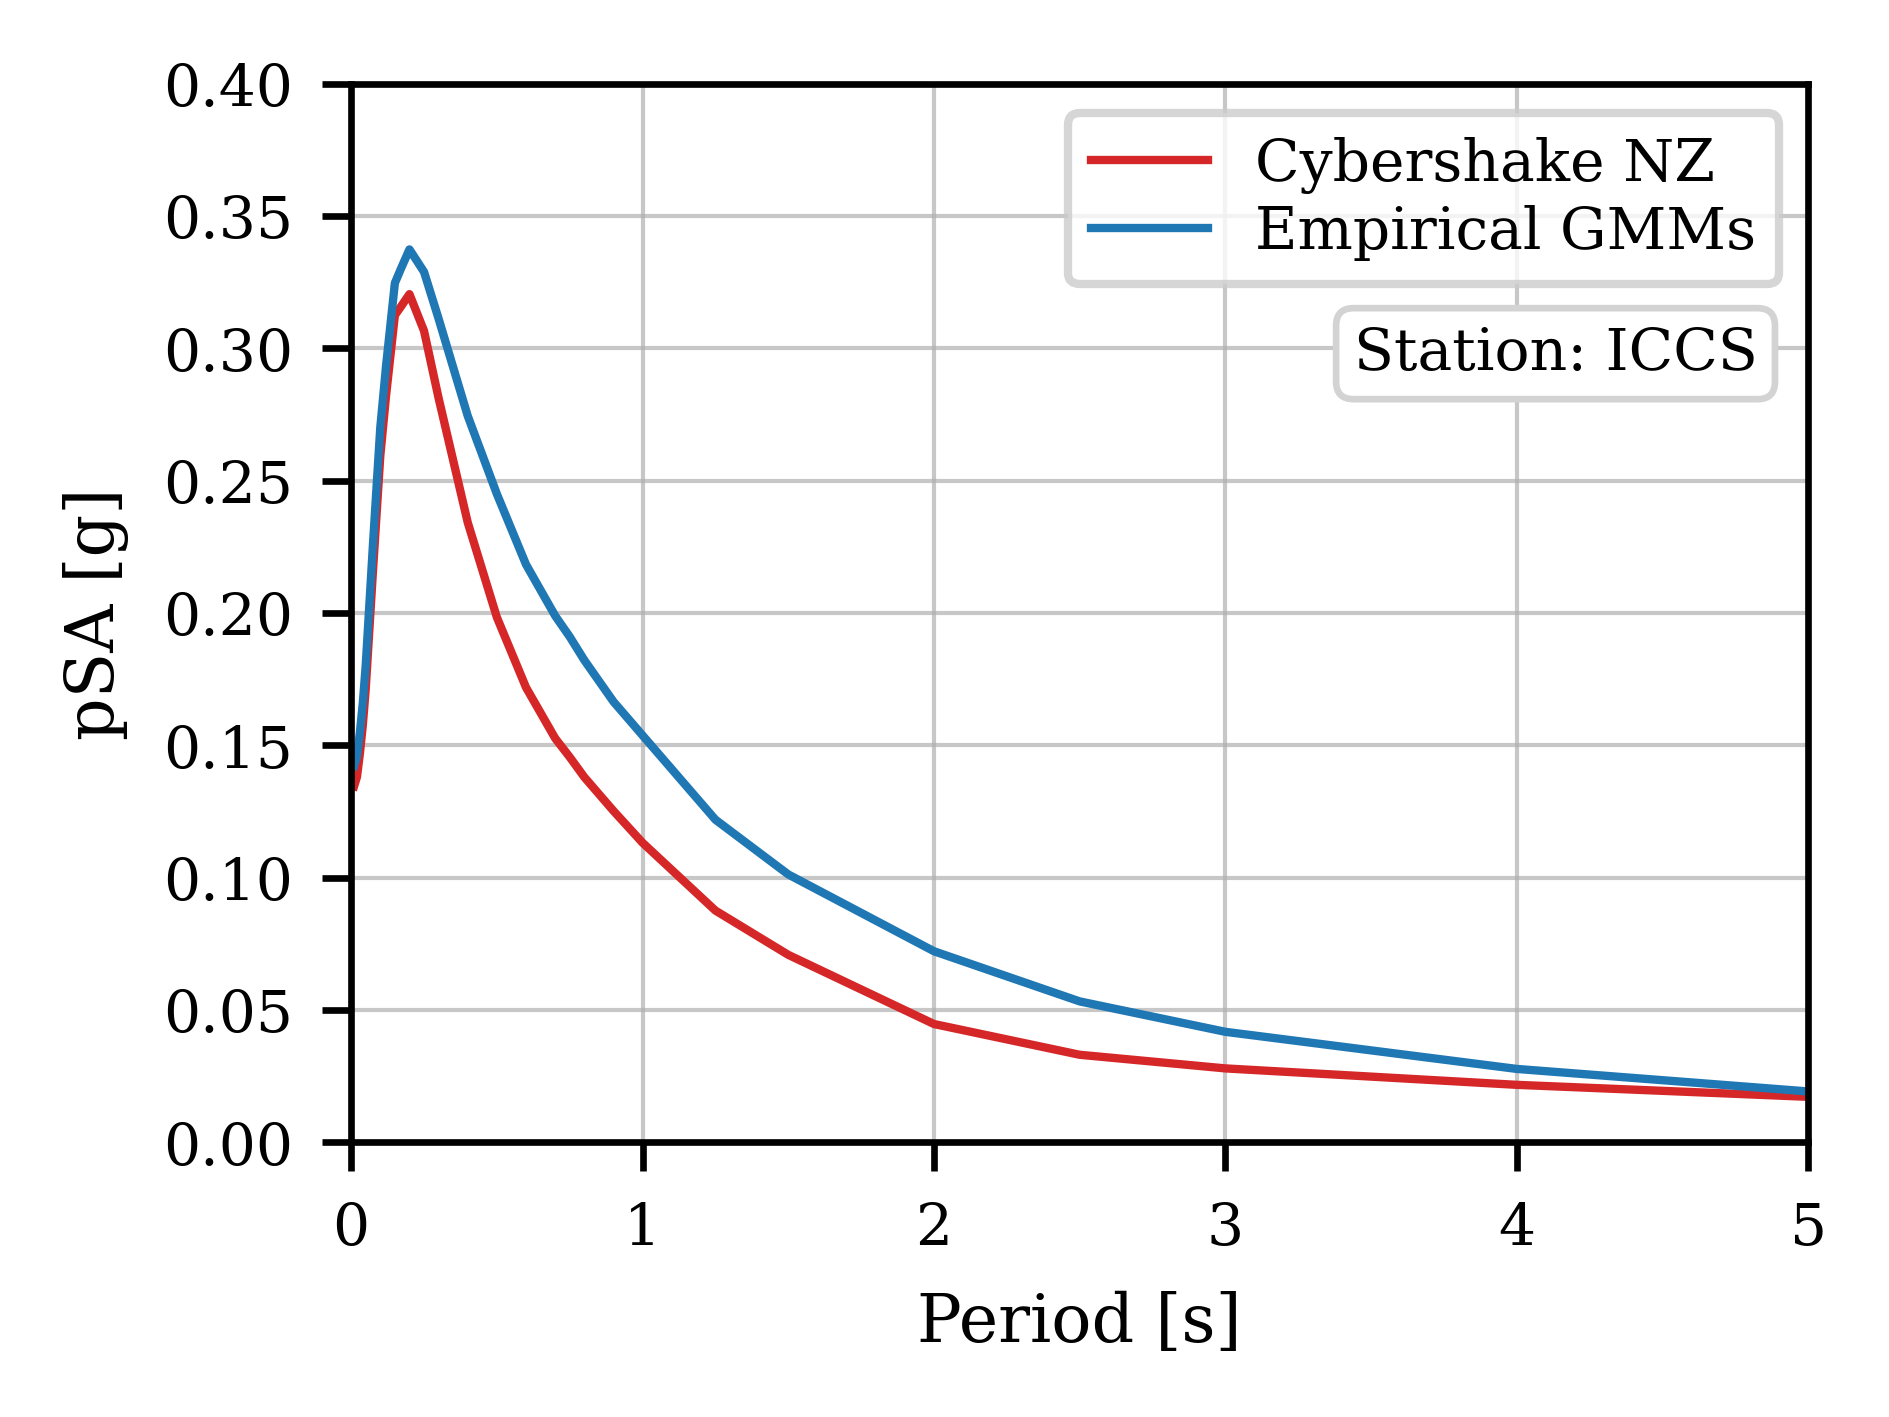 0.40
0.35
0.30
0.25
0.20
0.15
0.10
0.05
0.00
pSA [g]
Cybershake NZ
Empirical GMMs
Station: ICCS
0 1 2 3 4 5
Period [s]